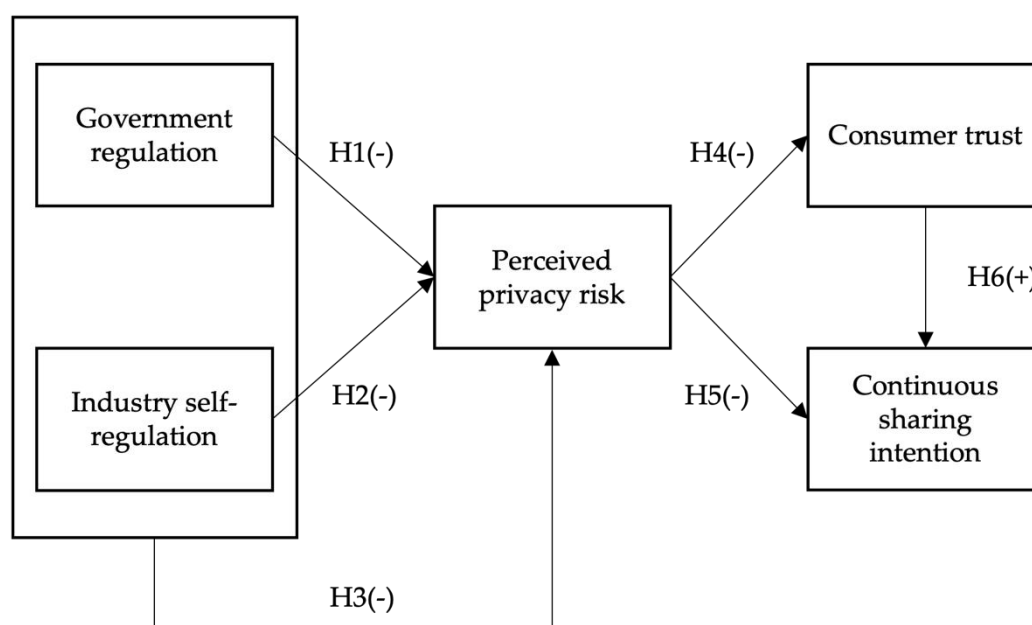 Government
regulation
H1(-)
H4(-)
Consumer trust
Perceived
privacy risk
H6(+)
Industry self-
regulation
H2(-)
H5(-)
Continuous
sharing
intention
H3(-)